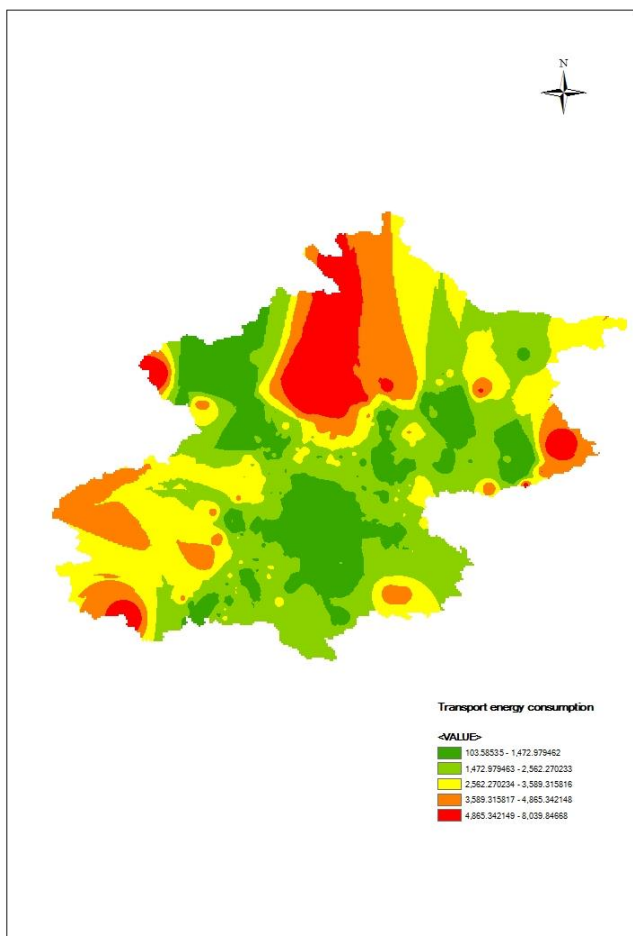 N
Transport energy consumption
<VALUE>
103.58535 - 1,472.979462
1,472.979463 - 2,562.270233
2,562.270234 - 3,589.315816
3,589.315817 - 4,865.342148
4,865.342149 - 8,039.84668